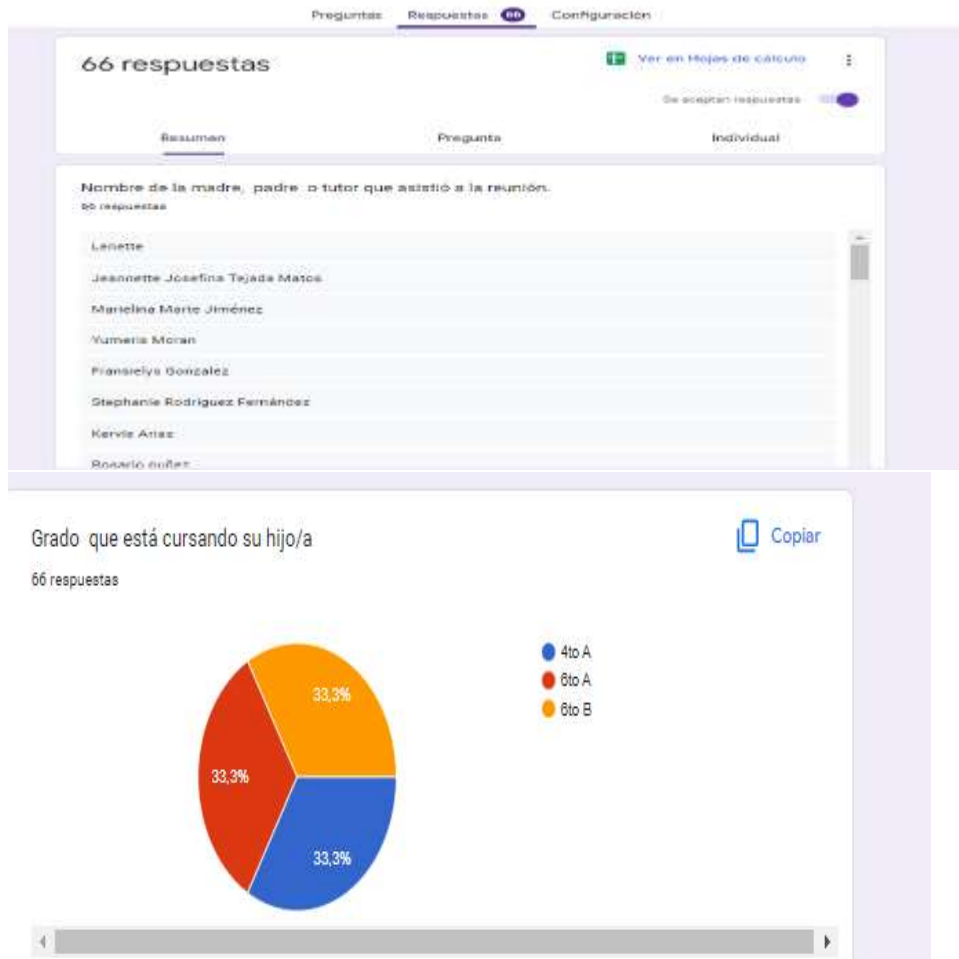 Preguntas Respuestas 66 Configuración
66 respuestas
Ver en Hojas de cálculo
Se aceptan respuestas
Resumen Pregunta Individual
Nombre de la madre, padre o tutor que asistió a la reunión.
66 respuestas
Lenette
Jeannette Josefina Tejada Matos
Marielina Marte Jiménez
Yumeris Moran
Fransielys Gonzalez
Stephanie Rodriguez Fernández
Kervis Arias
Rosario nuñez
Grado que está cursando su hijo/a
Copiar
66 respuestas
4to A
6to A
6to B
33,3%
33,3%
33,3%